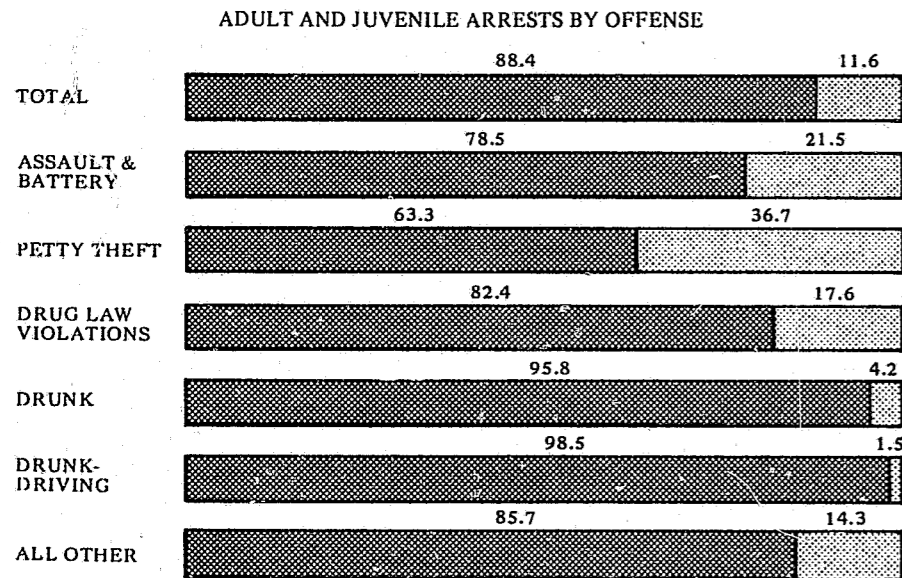 ADULT AND JUVENILE ARRESTS BY OFFENSE
88.4 11.6
TOTAL
78.5 21.5
ASSAULT &
BATTERY
63.3 36.7
PETTY THEFT
82.4 17.6
DRUG LAW
VIOLATIONS
95.8 4.2
DRUNK
98.5 1.5
DRUNK-
DRIVING
85.7 14.3
ALL OTHER